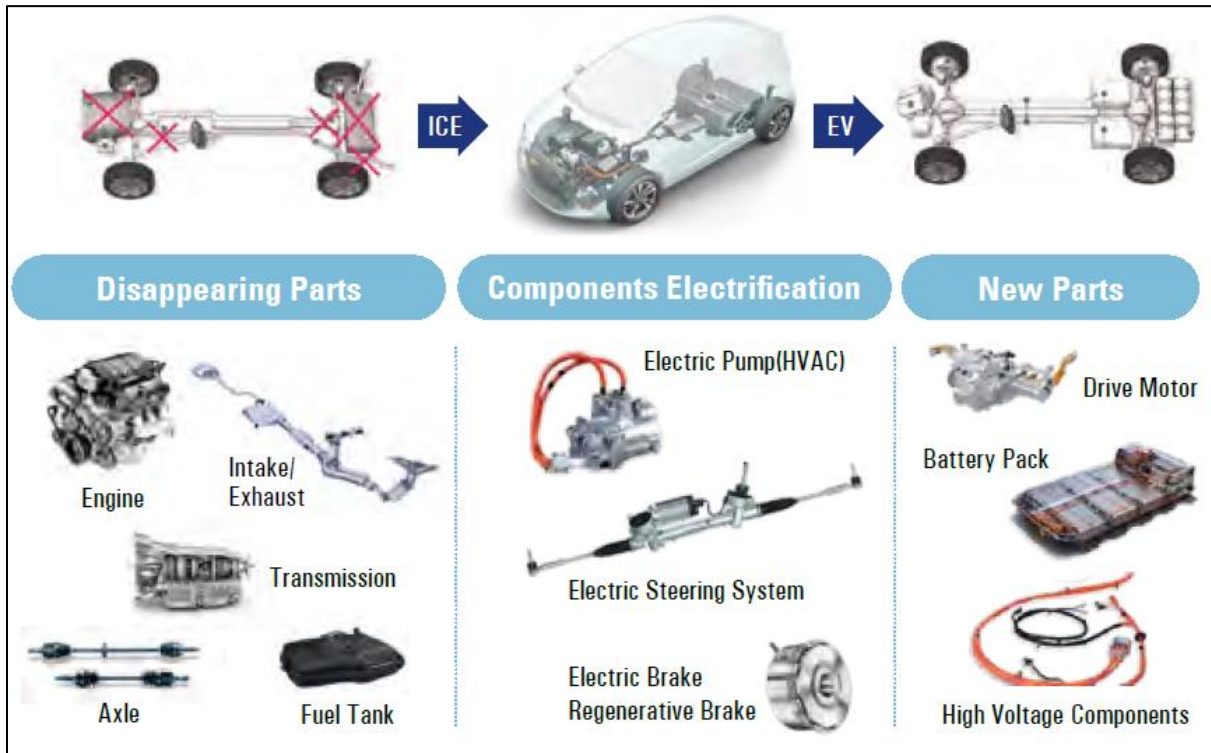 ICE
EV
Disappearing Parts
Components Electrification
New Parts
Engine
Intake/
Exhaust
Transmission
Axle
Fuel Tank
Electric Pump(HVAC)
Electric Steering System
Electric Brake
Regenerative Brake
Drive Motor
Battery Pack
High Voltage Components